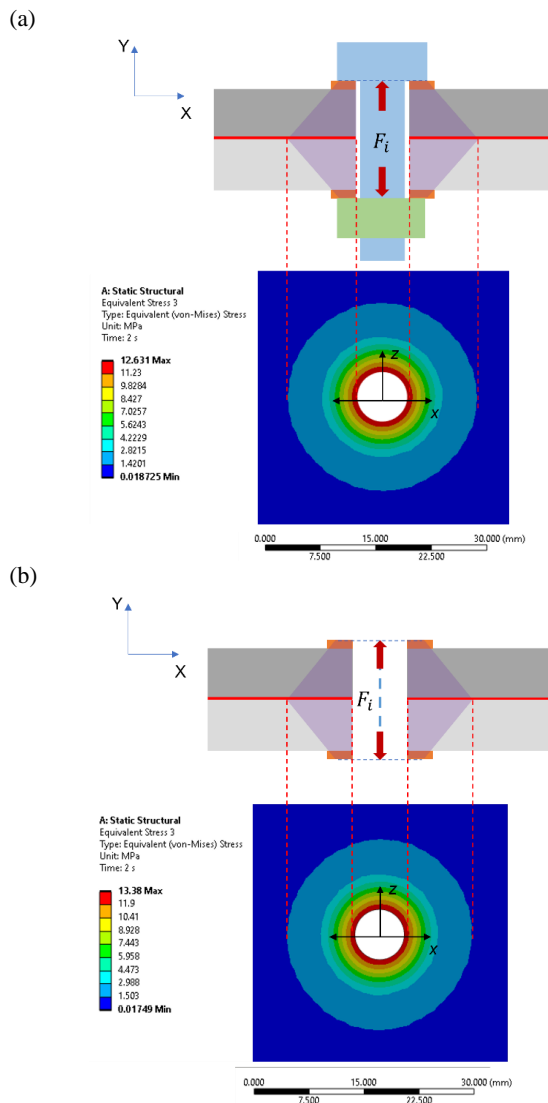 (a)
Y
X
F_i
A: Static Structural
Equivalent Stress 3
Type: Equivalent (von-Mises) Stress
Unit: MPa
Time: 2 s
12.631 Max
11.23
9.8284
8.427
7.0257
5.6243
4.2229
2.8215
1.4201
0.018725 Min
z
x
0.000 15.000 30.000 (mm)
7.500 22.500
(b)
Y
X
F_i
A: Static Structural
Equivalent Stress 3
Type: Equivalent (von-Mises) Stress
Unit: MPa
Time: 2 s
13.38 Max
11.9
10.41
8.928
7.443
5.958
4.473
2.988
1.503
0.01749 Min
z
x
0.000 15.000 30.000 (mm)
7.500 22.500